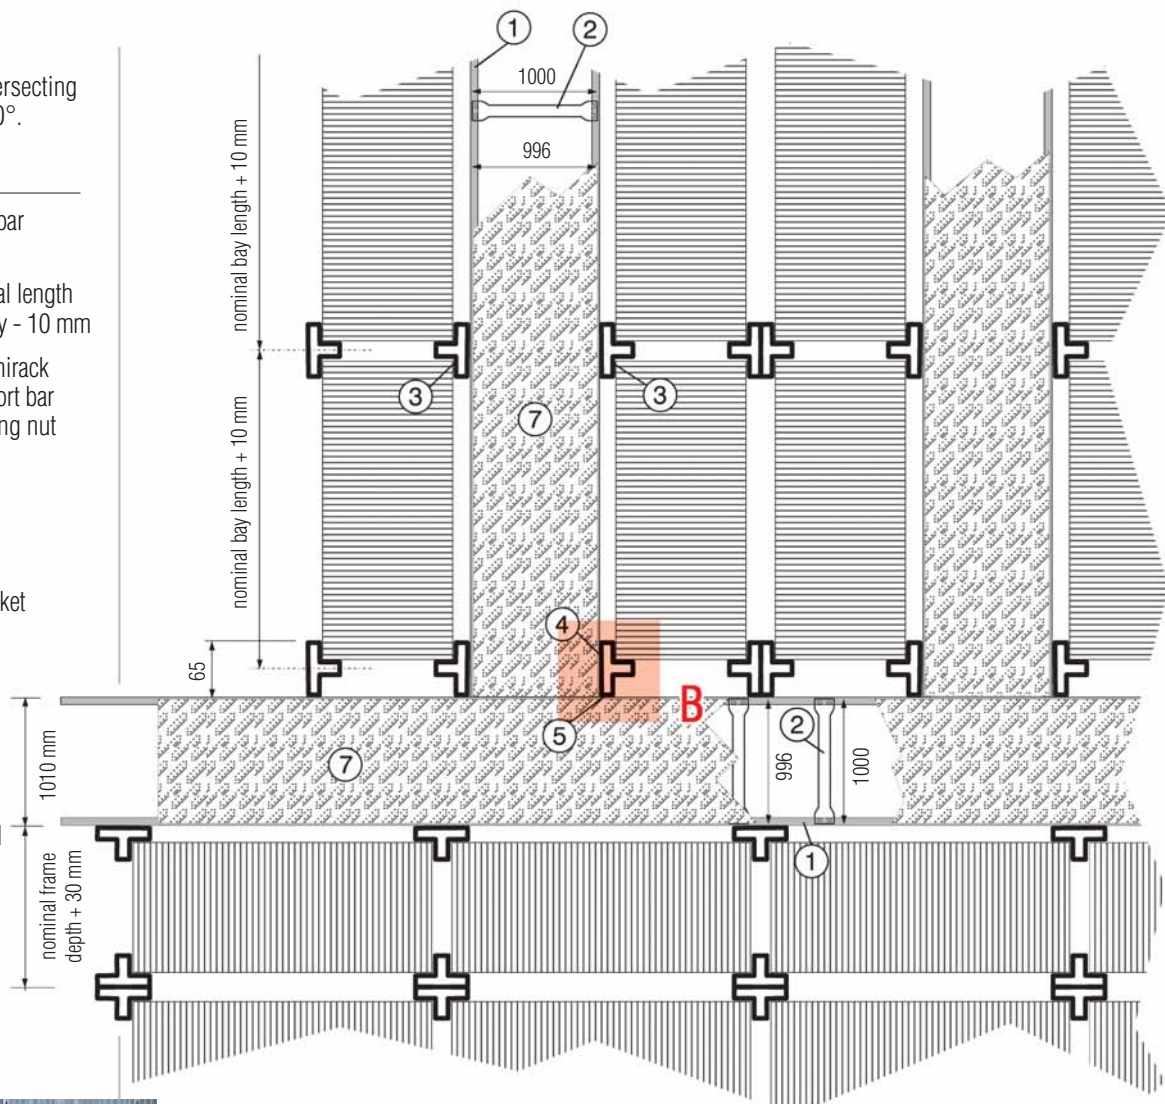 ersecting
0°.
bar
al length
y - 10 mm
nirack
ort bar
ng nut
ket
1
2
1000
996
nominal bay length + 10 mm
3
3
7
nominal bay length + 10 mm
4
65
B
5
2
7
996
1000
1010 mm
1
nominal frame
depth + 30 mm